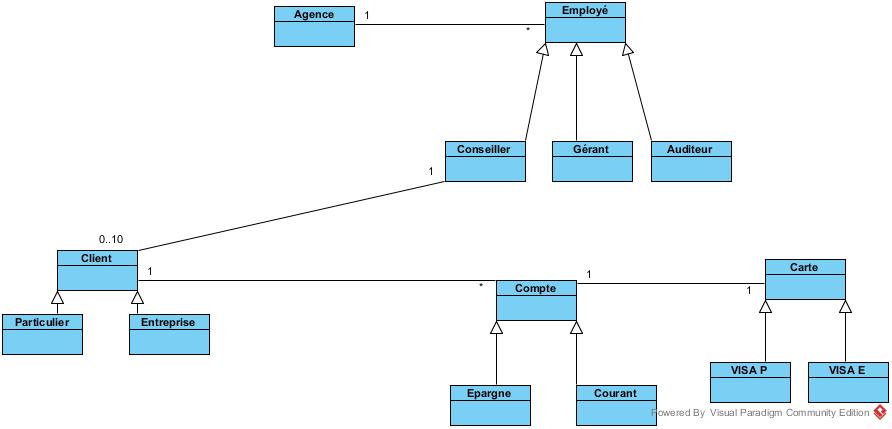 Agence
1
*
Employé
Conseiller
Gérant
Auditeur
1
0..10
Client
1
*
Compte
1
1
Carte
Particulier
Entreprise
VISA P
VISA E
Epargne
Courant
Powered By Visual Paradigm Community Edition